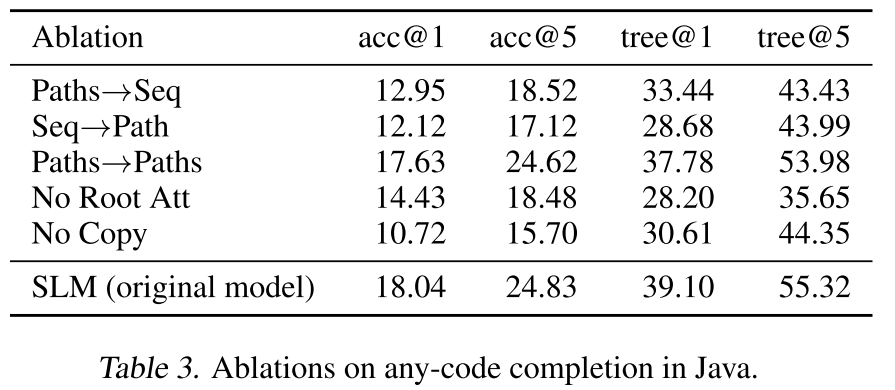 Ablation acc@1 acc@5 tree@1 tree@5
Paths→Seq 12.95 18.52 33.44 43.43
Seq→Path 12.12 17.12 28.68 43.99
Paths→Paths 17.63 24.62 37.78 53.98
No Root Att 14.43 18.48 28.20 35.65
No Copy 10.72 15.70 30.61 44.35
SLM (original model) 18.04 24.83 39.10 55.32
Table 3. Ablations on any-code completion in Java.